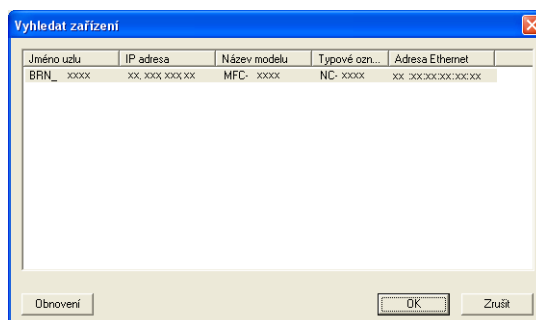 Vyhledat zařízení
Jméno uzlu IP adresa Název modelu Typové ozn... Adresa Ethernet
BRN_ xxxx xx, xxx, xxx, xx MFC- xxxx NC- xxxx xx :xx:xx:xx:xx:xx
Obnovení OK Zrušit